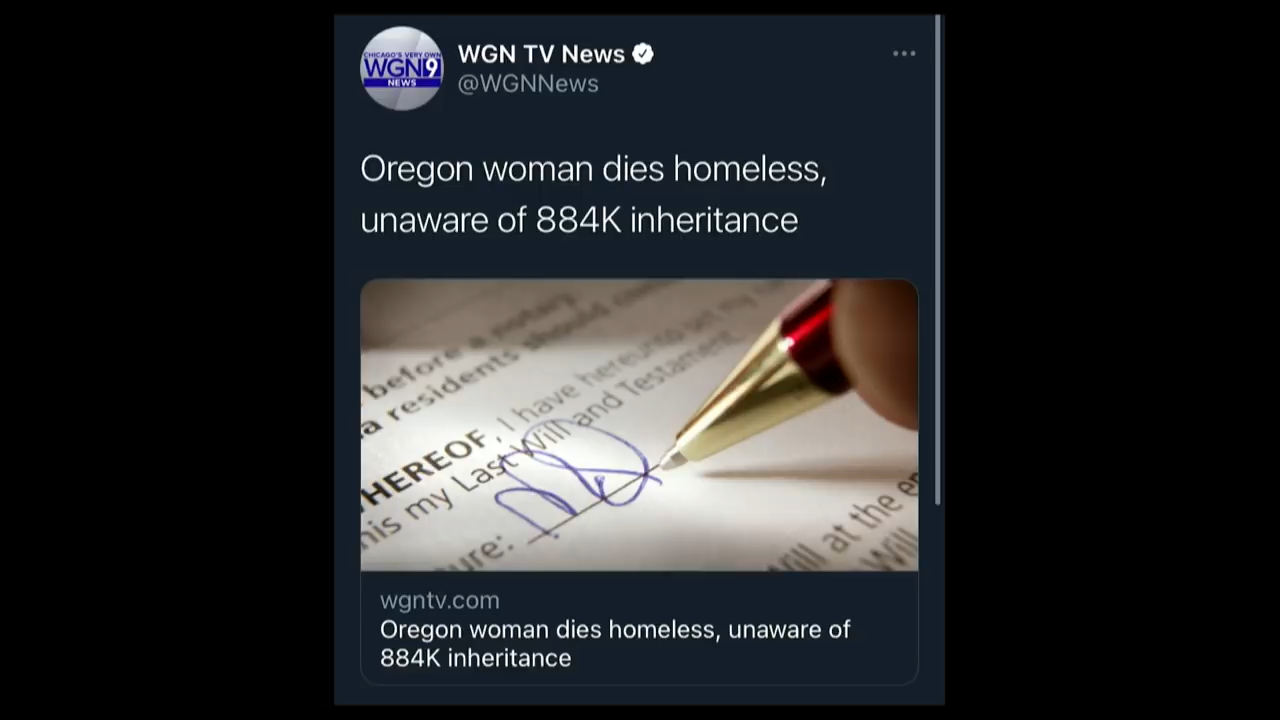 CHICAGO'S VERY OWN
WGN9
NEWS
WGN TV News
@WGNNews
Oregon woman dies homeless,
unaware of 884K inheritance
before a notary
a residents should
HEREOF, I have hereunto set my
his my Last Will and Testament
ure:
will at the en
Will
wgntv.com
Oregon woman dies homeless, unaware of
884K inheritance